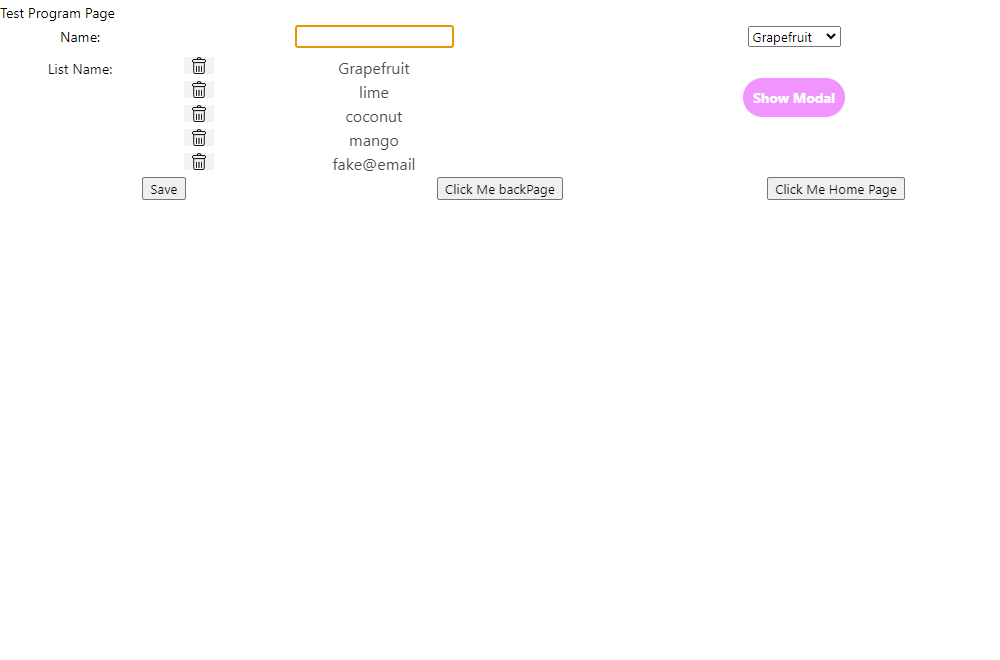 Test Program Page
Name:
Grapefruit
List Name:
Grapefruit
lime
coconut
mango
fake@email
Show Modal
Save
Click Me backPage
Click Me Home Page